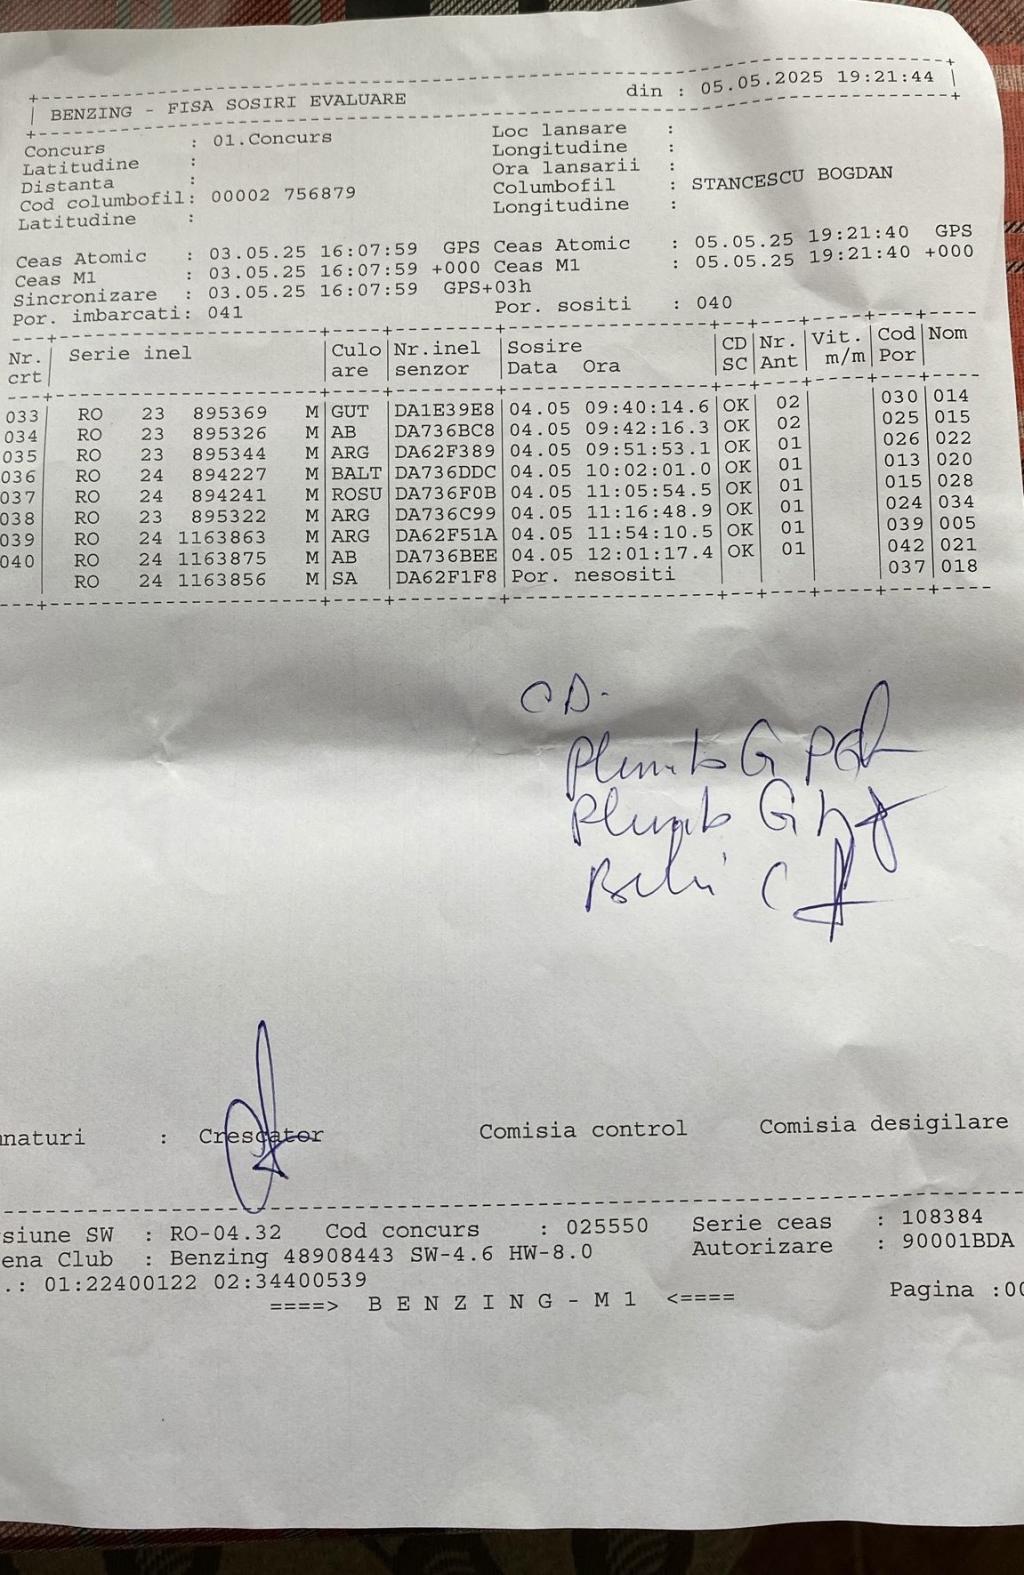 BENZING - FISA SOSIRI EVALUARE din : 05.05.2025 19:21:44
Concurs : 01.Concurs Loc lansare :
Latitudine : Longitudine :
Distanta : Ora lansarii :
Cod columbofil: 00002 756879 Columbofil : STANCESCU BOGDAN
Latitudine : Longitudine :
Ceas Atomic : 03.05.25 16:07:59 GPS Ceas Atomic : 05.05.25 19:21:40 GPS
Ceas M1 : 03.05.25 16:07:59 +000 Ceas M1 : 05.05.25 19:21:40 +000
Sincronizare : 03.05.25 16:07:59 GPS+03h
Por. imbarcati: 041 Por. sositi : 040
Nr. Serie inel Culo Nr.inel Sosire CD Nr. Vit. Cod Nom
crt are senzor Data Ora SC Ant m/m Por
033 RO 23 895369 M GUT DA1E39E8 04.05 09:40:14.6 OK 02 030 014
034 RO 23 895326 M AB DA736BC8 04.05 09:42:16.3 OK 02 025 015
035 RO 23 895344 M ARG DA62F389 04.05 09:51:53.1 OK 01 026 022
036 RO 24 894227 M BALT DA736DDC 04.05 10:02:01.0 OK 01 013 020
037 RO 24 894241 M ROSU DA736F0B 04.05 11:05:54.5 OK 01 015 028
038 RO 23 895322 M ARG DA736C99 04.05 11:16:48.9 OK 01 024 034
039 RO 24 1163863 M ARG DA62F51A 04.05 11:54:10.5 OK 01 039 005
040 RO 24 1163875 M AB DA736BEE 04.05 12:01:17.4 OK 01 042 021
RO 24 1163856 M SA DA62F1F8 Por. nesositi 037 018
CD.
Plumb G
Plumb G
naturi : Crescator Comisia control Comisia desigilare
siune SW : RO-04.32 Cod concurs : 025550 Serie ceas : 108384
ena Club : Benzing 48908443 SW-4.6 HW-8.0 Autorizare : 90001BDA
.: 01:22400122 02:34400539
====> B E N Z I N G - M 1 <==== Pagina :00